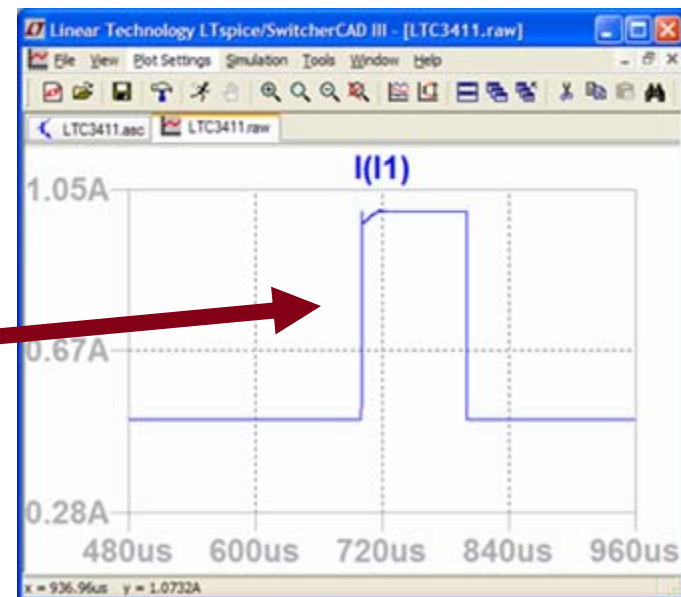 Linear Technology LTspice/SwitcherCAD III - [LTC3411.raw]
File View Plot Settings Simulation Tools Window Help
LTC3411.asc LTC3411.raw
I(I1)
1.05A
0.67A
0.28A
480us 600us 720us 840us 960us
x = 936.96us y = 1.0732A